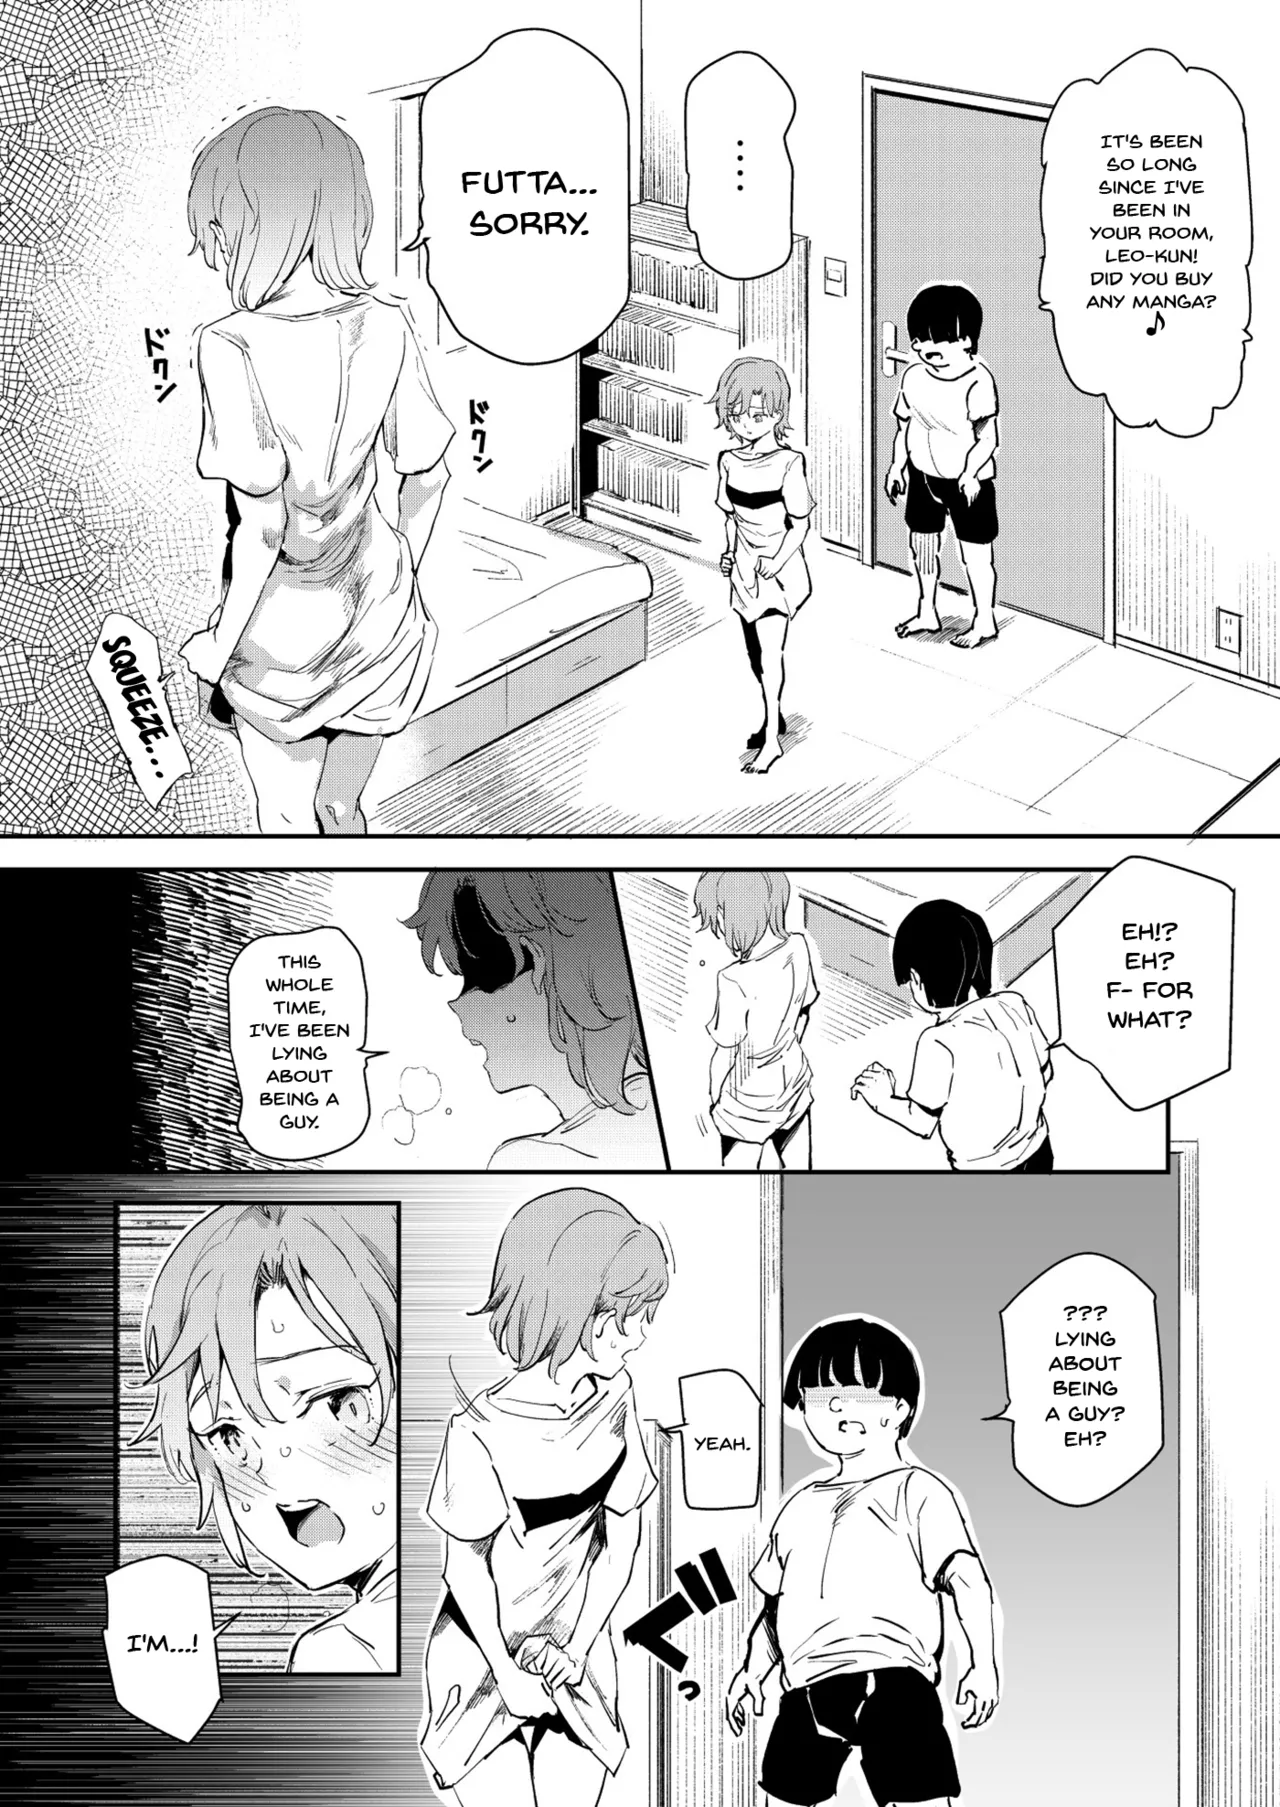 IT'S BEEN
SO LONG
SINCE I'VE
BEEN IN
YOUR ROOM,
LEO-KUN!
DID YOU BUY
ANY MANGA?
♪
...
FUTTA...
SORRY.
ドクン
ドクン
SQUEEZE...
EH!?
EH?
F- FOR
WHAT?
THIS
WHOLE
TIME,
I'VE BEEN
LYING
ABOUT
BEING A
GUY.
???
LYING
ABOUT
BEING
A GUY?
EH?
YEAH.
ぐっ
I'M...!